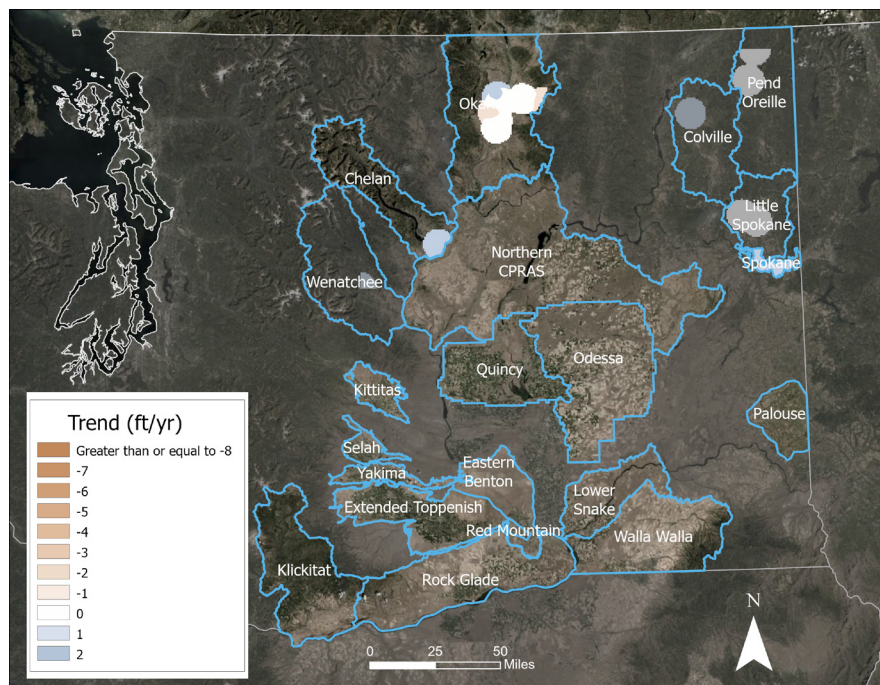 Oka
Pend
Oreille
Colville
Chelan
Little
Spokane
Northern
CPRAS
Spokane
Wenatchee
Quincy
Odessa
Kittitas
Palouse
Selah
Eastern
Benton
Yakima
Lower
Snake
Extended Toppenish
Red Mountain
Walla Walla
Klickitat
Rock Glade
Trend (ft/yr)
Greater than or equal to -8
-7
-6
-5
-4
-3
-2
-1
0
1
2
N
0 25 50
Miles